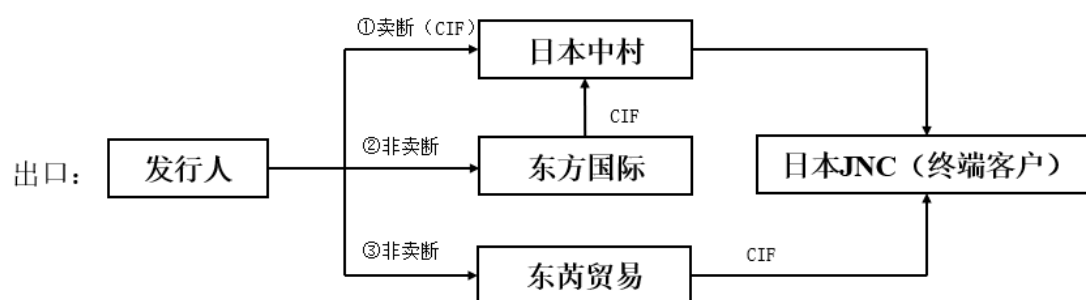 ①卖断（CIF）
日本中村
CIF
②非卖断
出口：
发行人
东方国际
日本JNC（终端客户）
③非卖断
东芮贸易
CIF